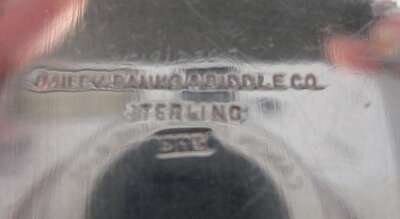 BAILEY, BANKS & BIDDLE CO.
STERLING